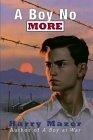 A Boy No
MORE
Harry Mazer
Author of A Boy at War